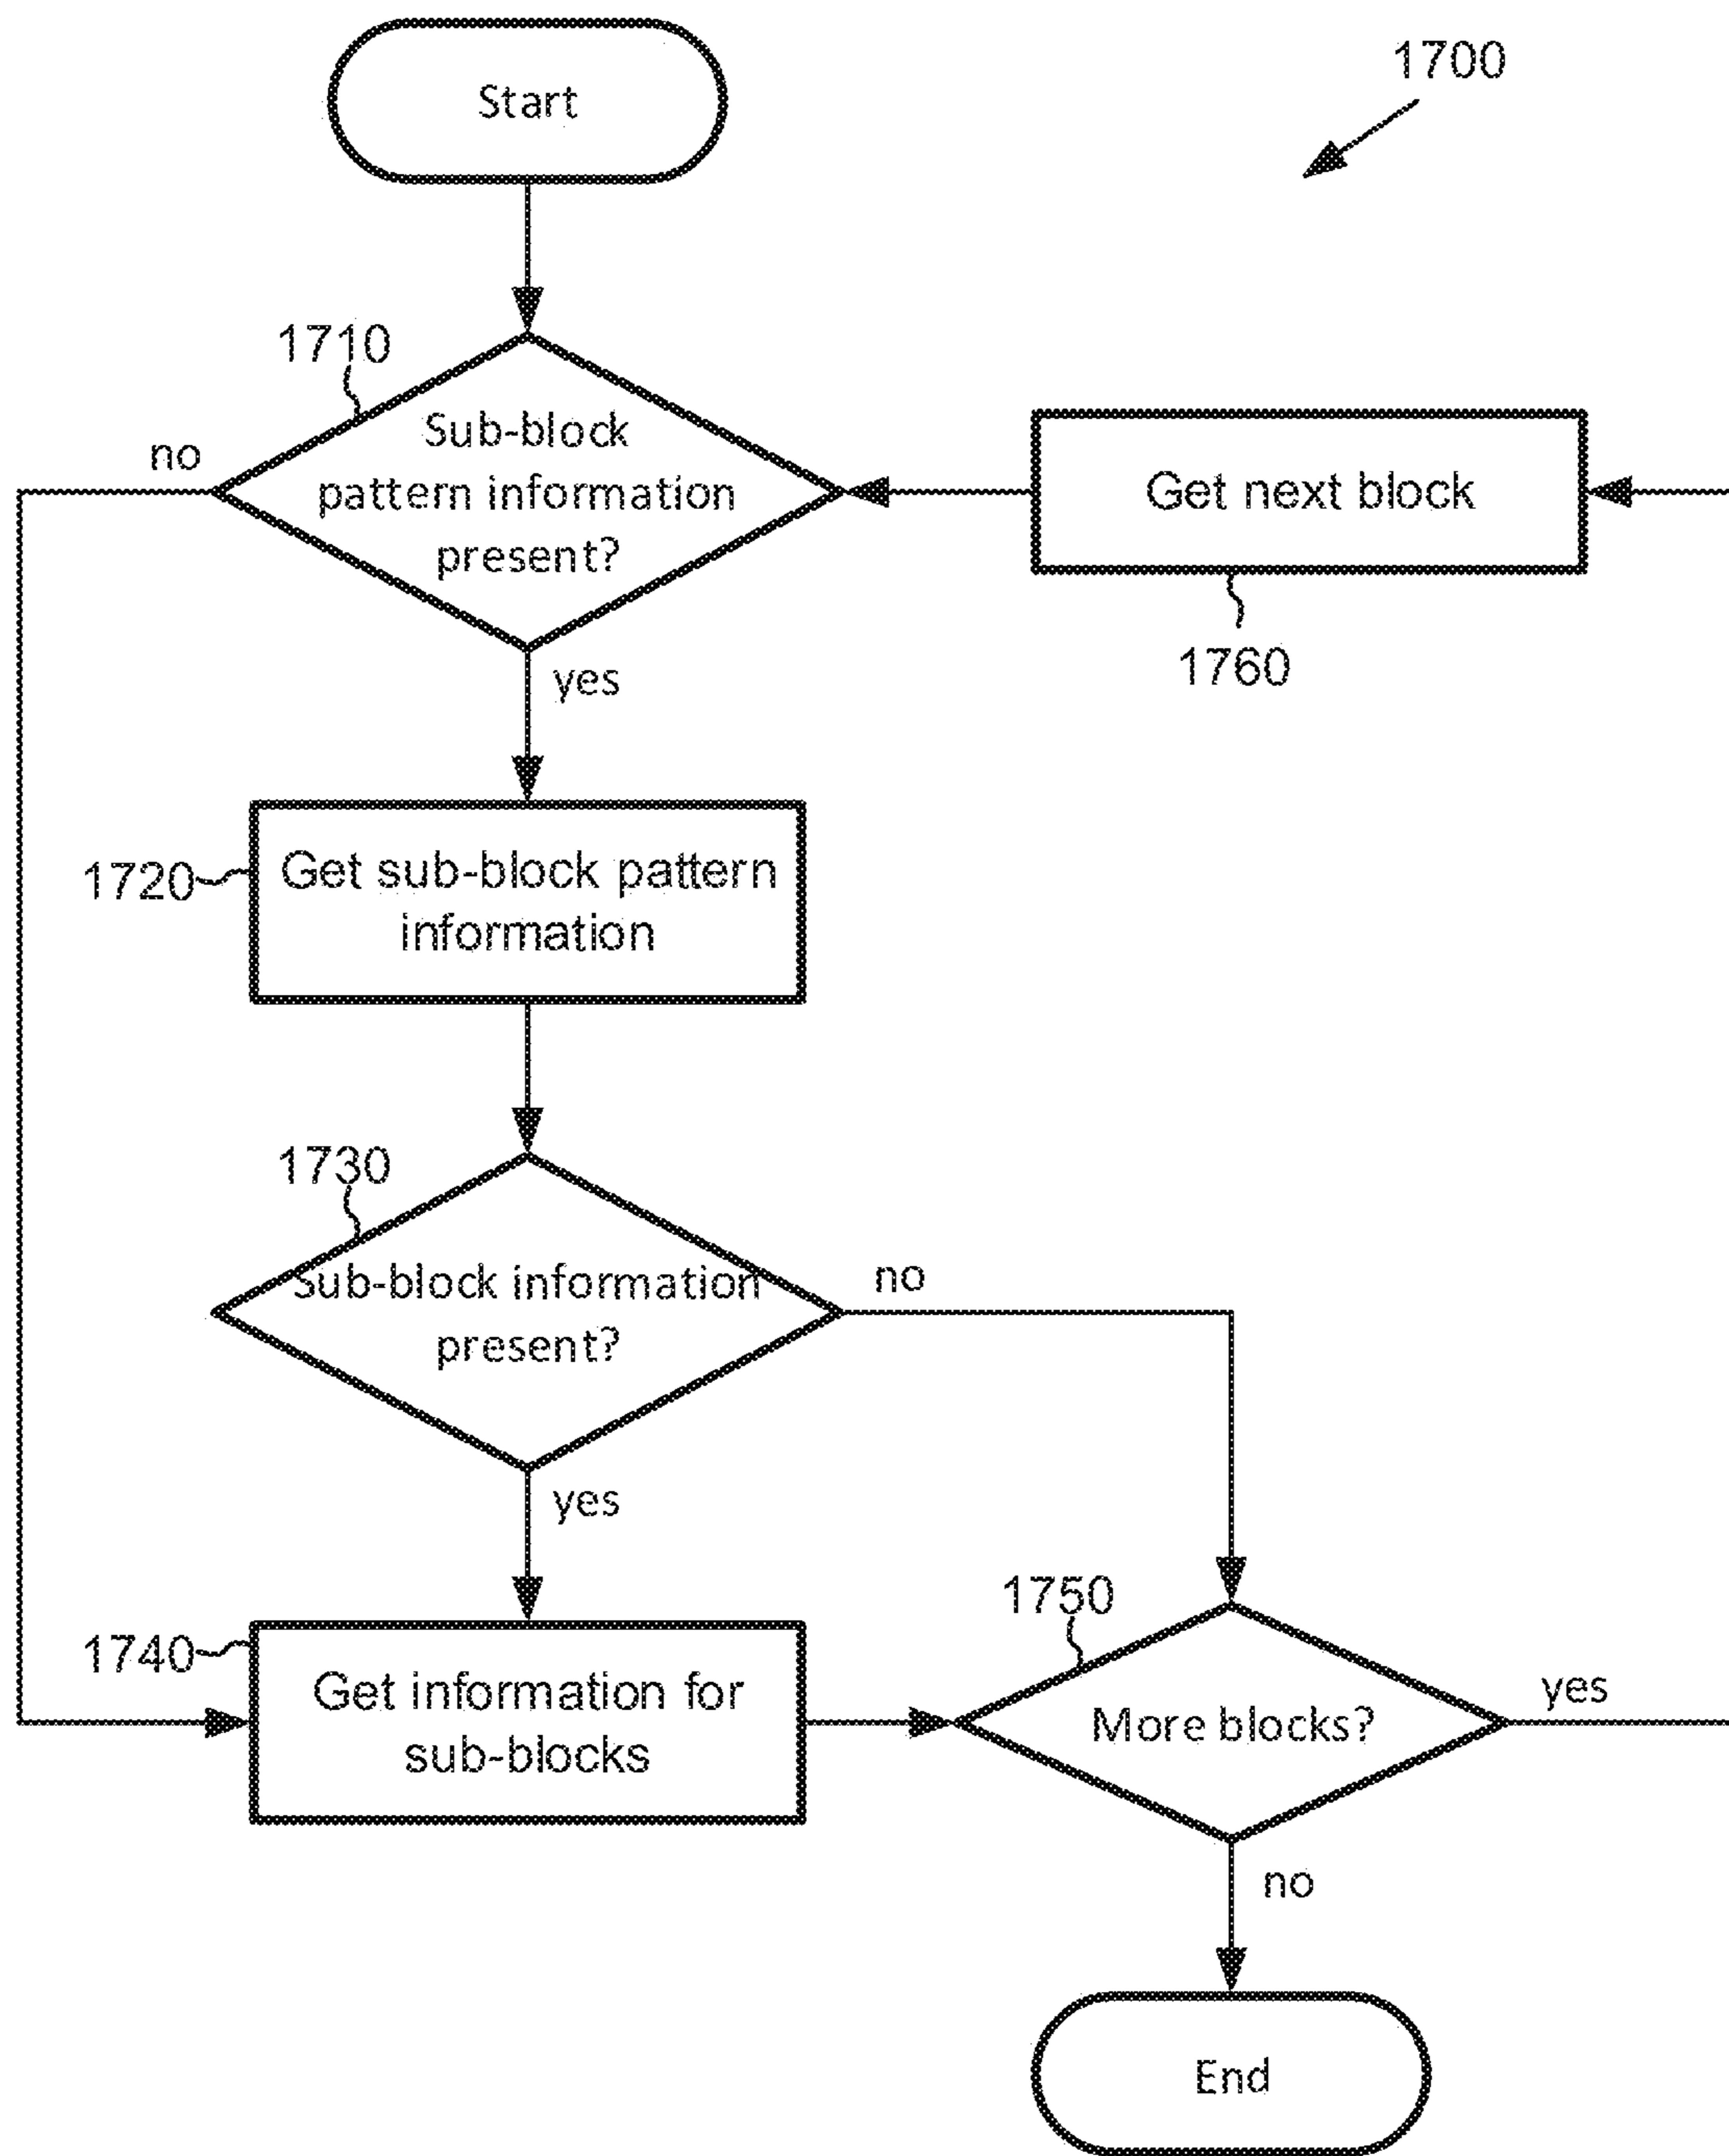 Start
1700
1710
no
Sub-block
pattern information
present?
yes
Get next block
1760
1720
Get sub-block pattern
information
1730
Sub-block information
present?
no
yes
1740
Get information for
sub-blocks
1750
More blocks?
yes
no
End